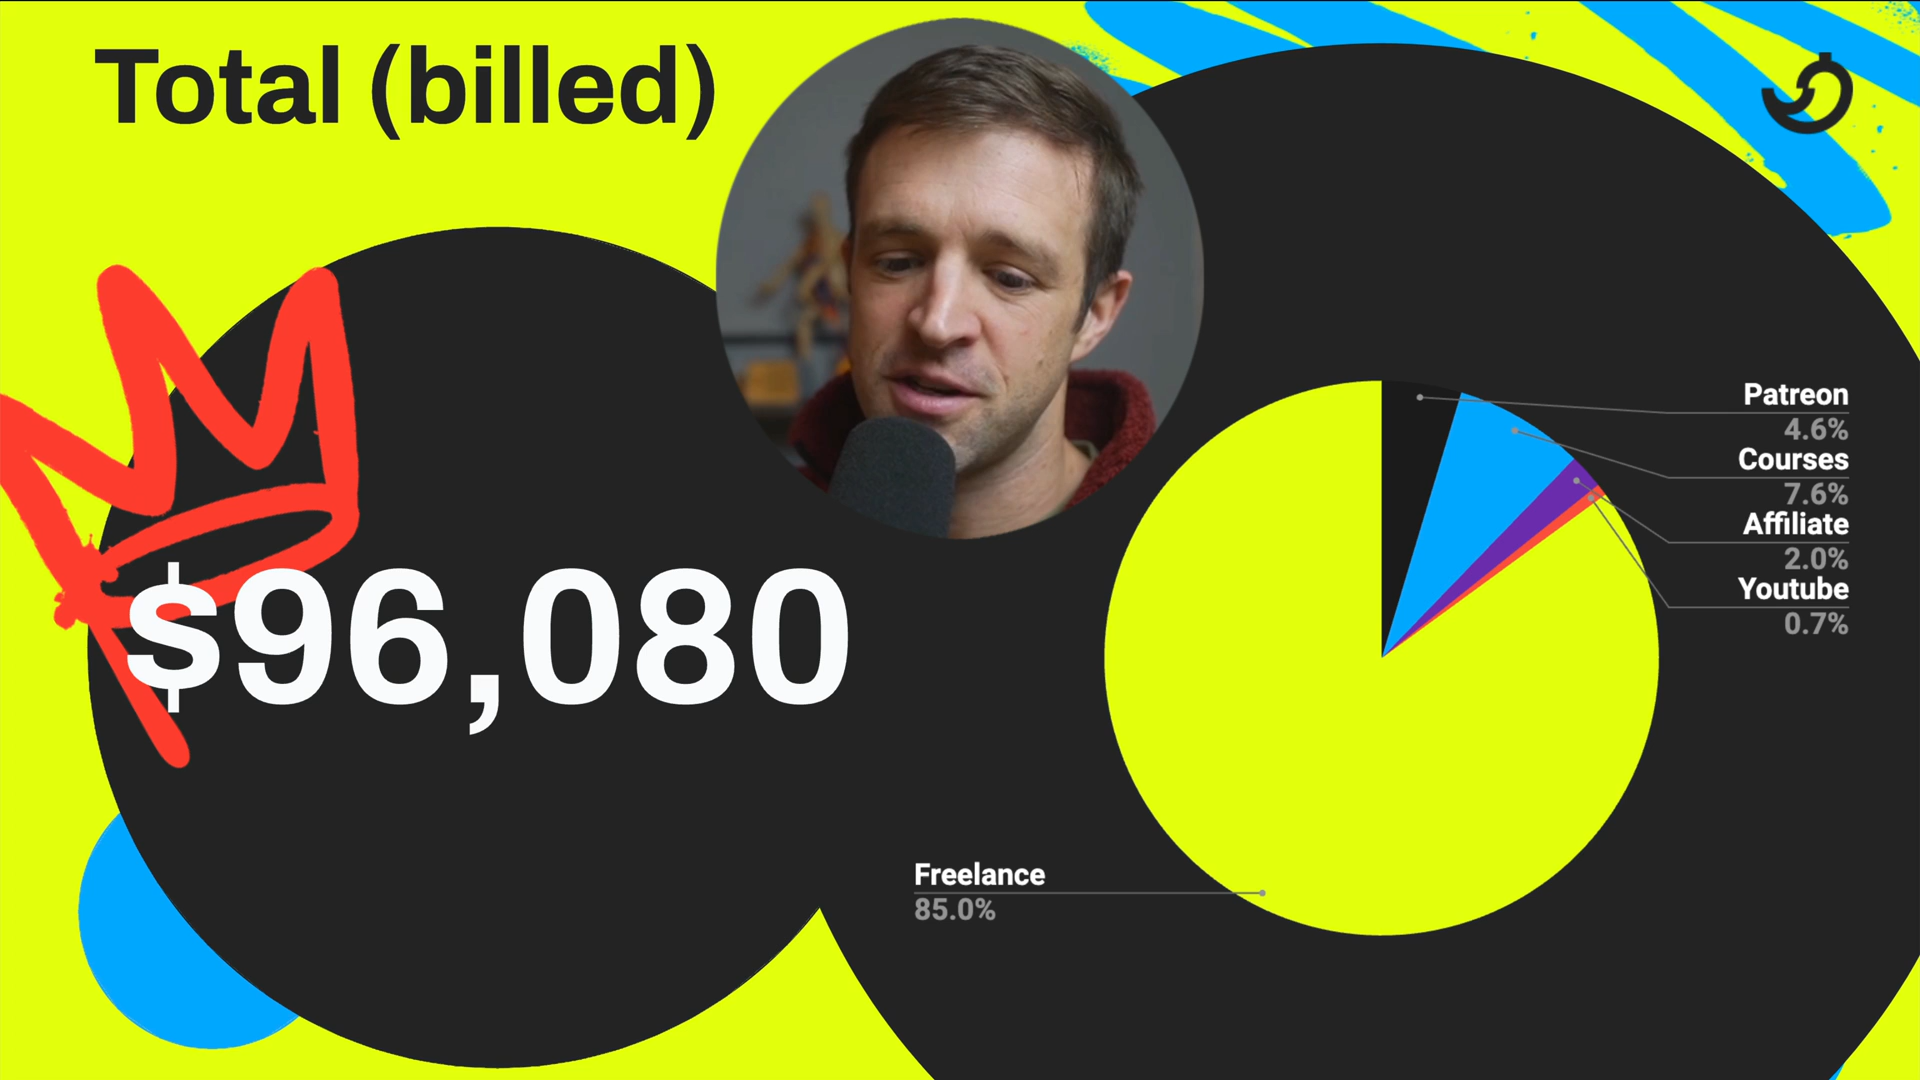 Total (billed)
$96,080
Patreon
4.6%
Courses
7.6%
Affiliate
2.0%
Youtube
0.7%
Freelance
85.0%